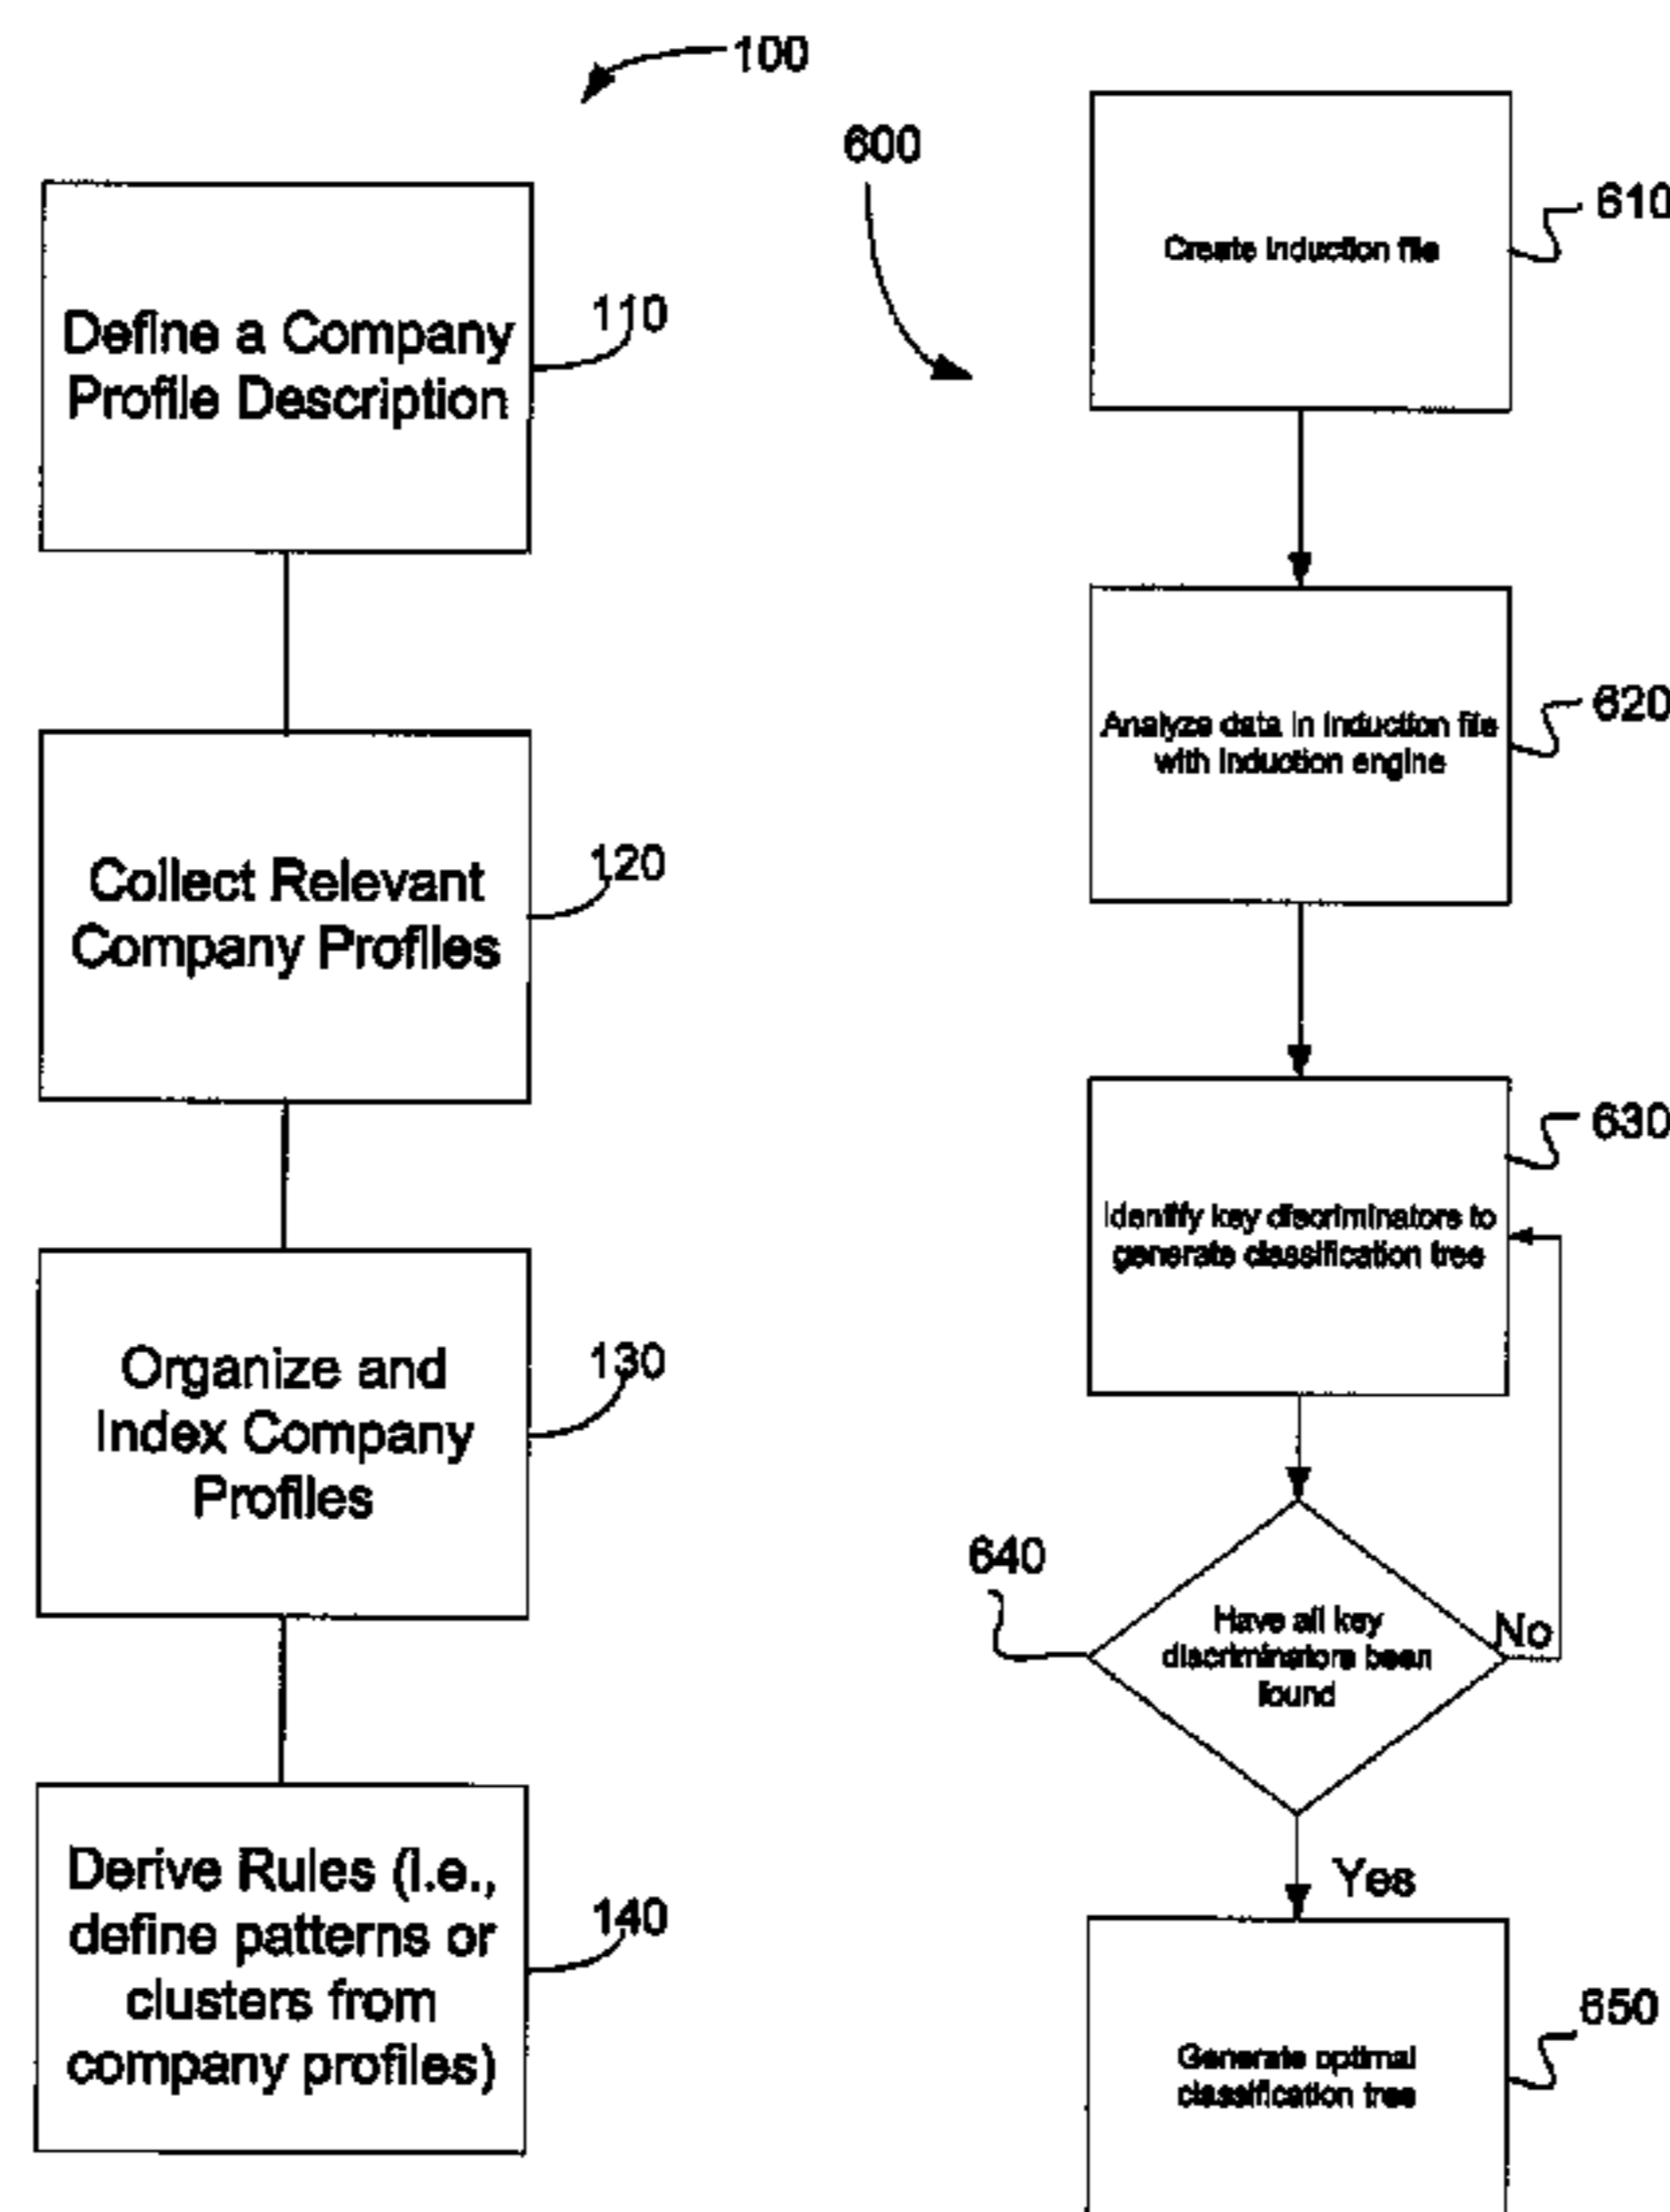 100
Define a Company
Profile Description
110
Collect Relevant
Company Profiles
120
Organize and
Index Company
Profiles
130
Derive Rules (i.e.,
define patterns or
clusters from
company profiles)
140
600
Create induction file
610
Analyze data in induction file
with induction engine
620
Identify key discriminators to
generate classification tree
630
640
Have all key
discriminators been
found
No
Yes
Generate optimal
classification tree
650